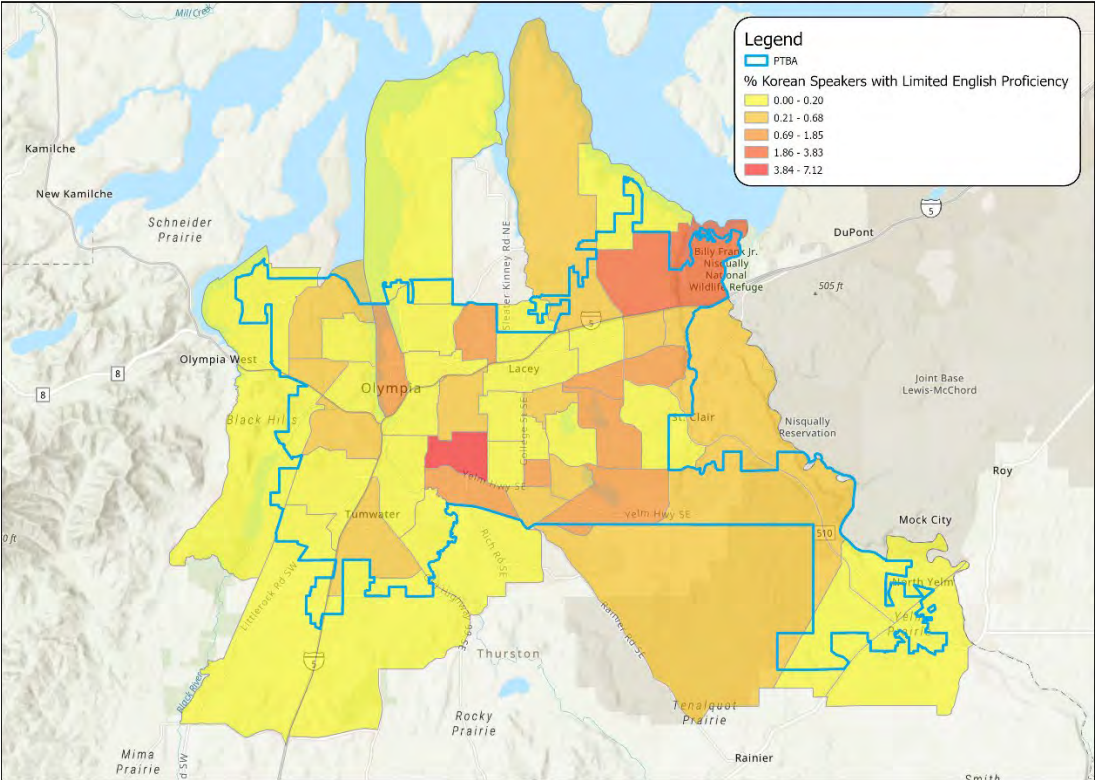 Mill Creek
Legend
PTBA
% Korean Speakers with Limited English Proficiency
0.00 - 0.20
0.21 - 0.68
0.69 - 1.85
1.86 - 3.83
3.84 - 7.12
Kamilche
New Kamilche
Schneider
Prairie
5
DuPont
Sleater Kinney Rd NE
Billy Frank Jr.
Nisqually
National
Wildlife Refuge
505 ft
5
Olympia West
8
8
Lacey
Olympia
Joint Base
Lewis-McChord
Black Hills
College St SE
St. Clair
Nisqually
Reservation
Yelm Hwy SE
Roy
Tumwater
Yelm Hwy SE
Mock City
0 ft
510
Rich Rd SE
North Yelm
Littlerock Rd SW
Yelm
Prairie
Rainier Rd SE
Thurston
5
Black River
Tenalquot
Prairie
Rocky
Prairie
Mima
Prairie
Rainier
d SW
Smith